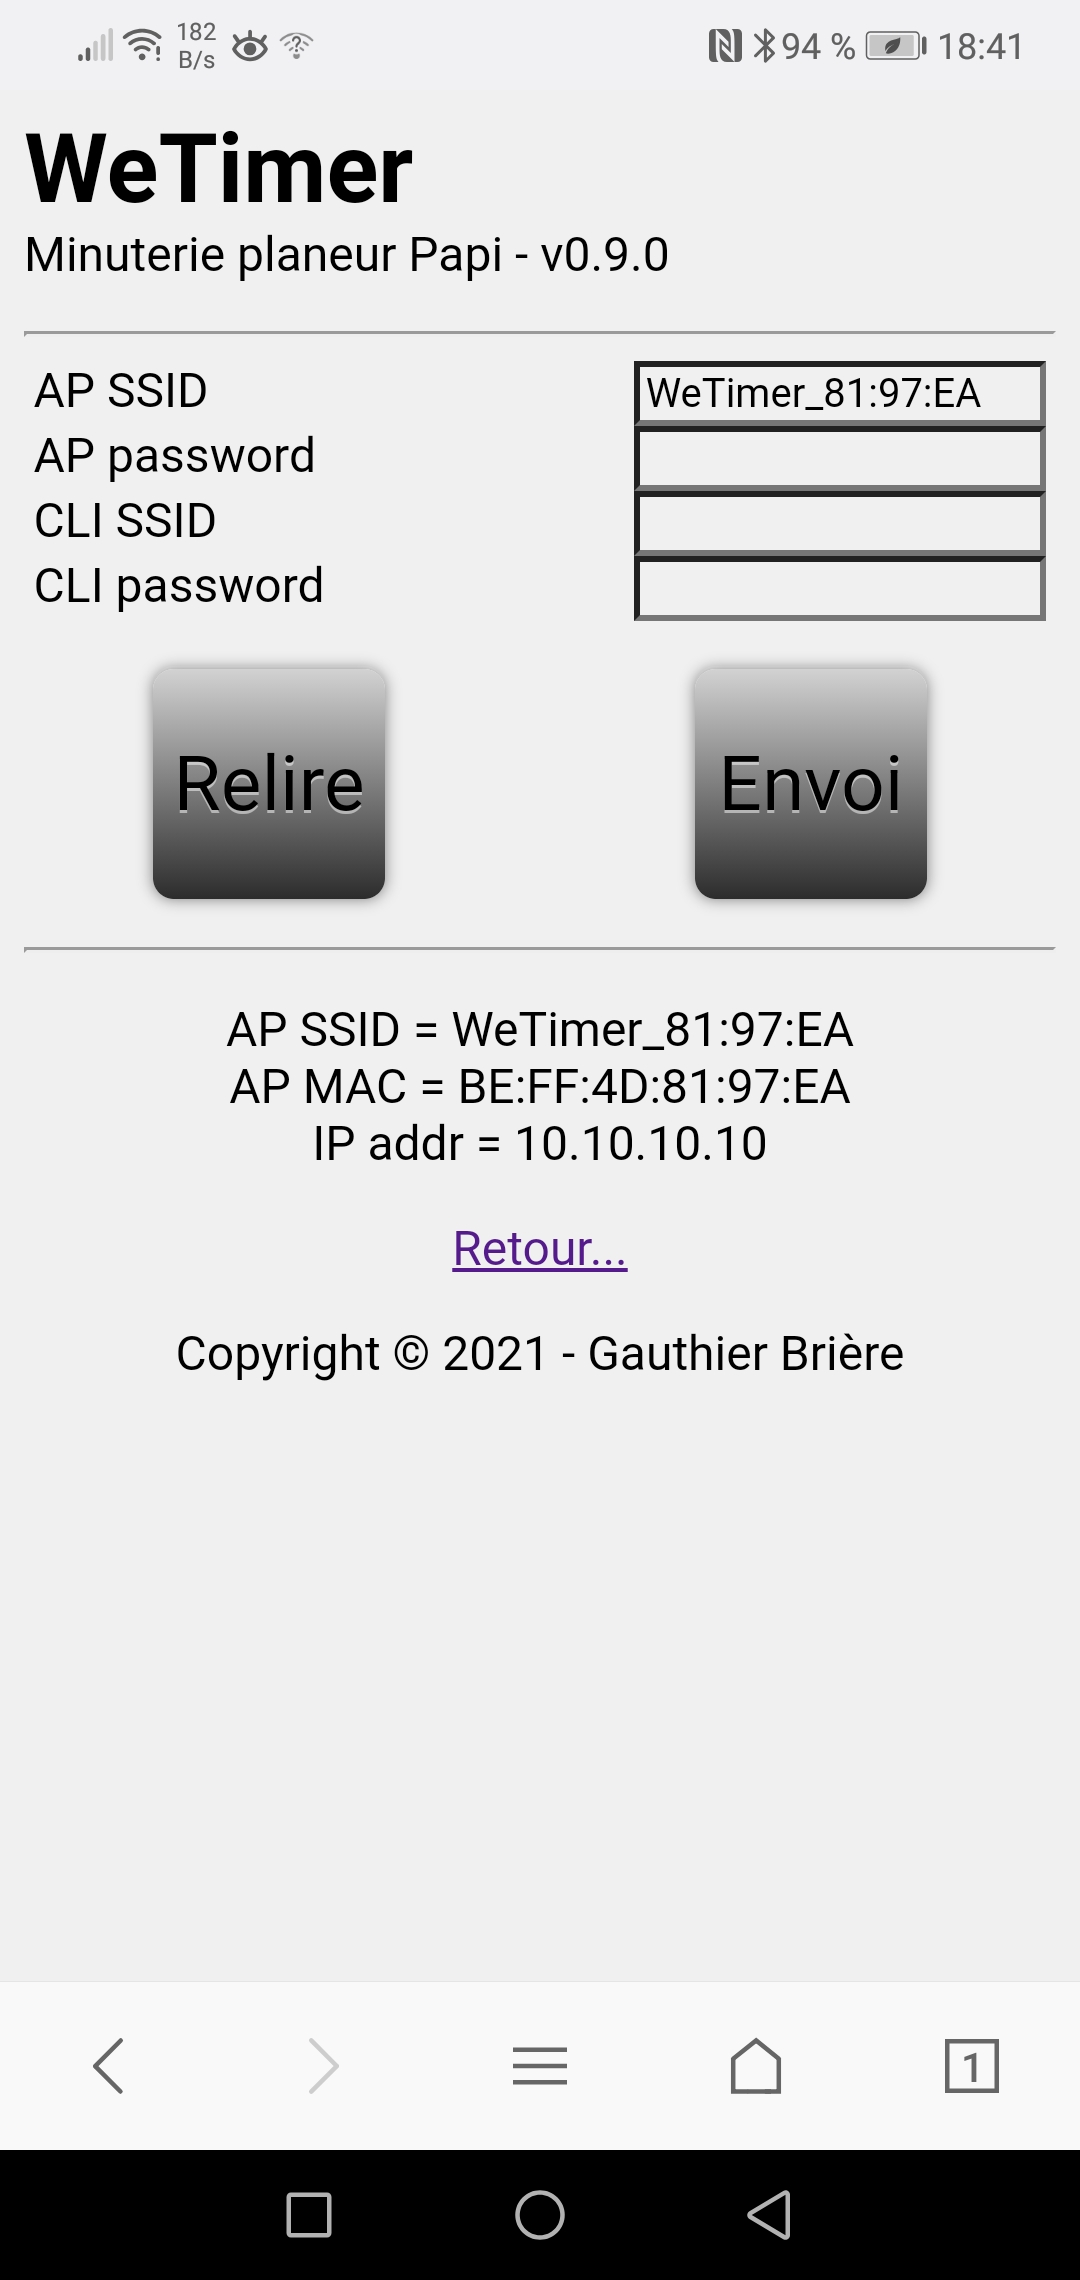 182
B/s
94 %
18:41
WeTimer
Minuterie planeur Papi - v0.9.0
AP SSID
WeTimer_81:97:EA
AP password
CLI SSID
CLI password
Relire
Envoi
AP SSID = WeTimer_81:97:EA
AP MAC = BE:FF:4D:81:97:EA
IP addr = 10.10.10.10
Retour...
Copyright © 2021 - Gauthier Brière
1